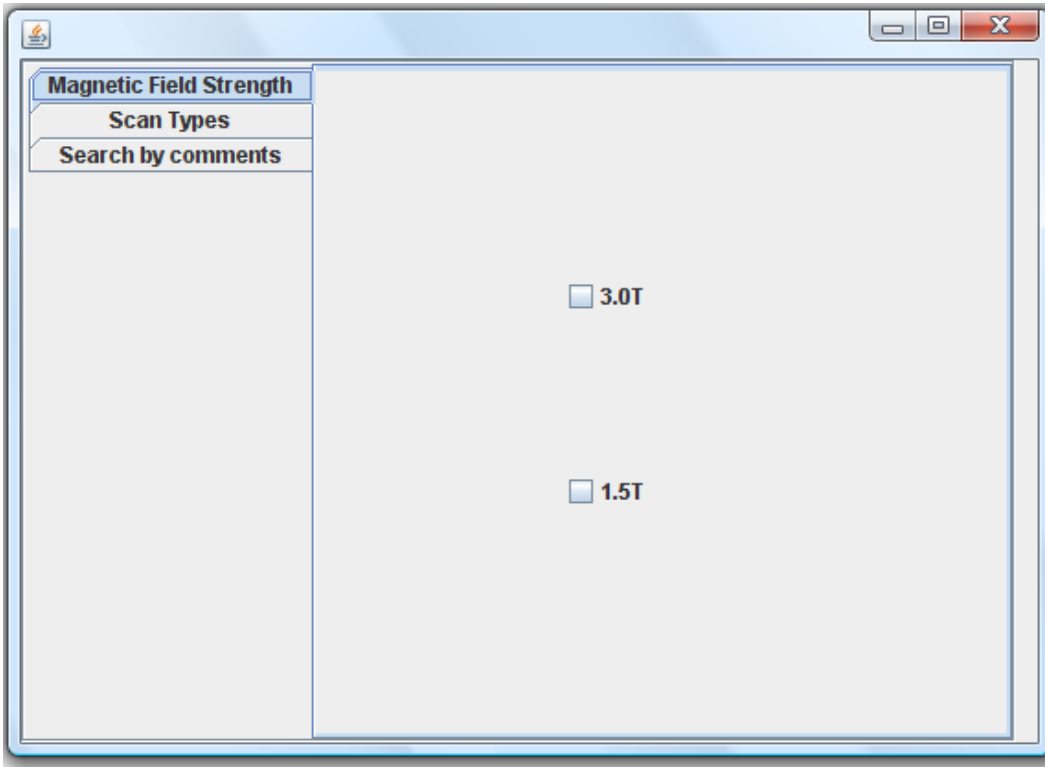 Magnetic Field Strength
Scan Types
Search by comments
3.0T
1.5T